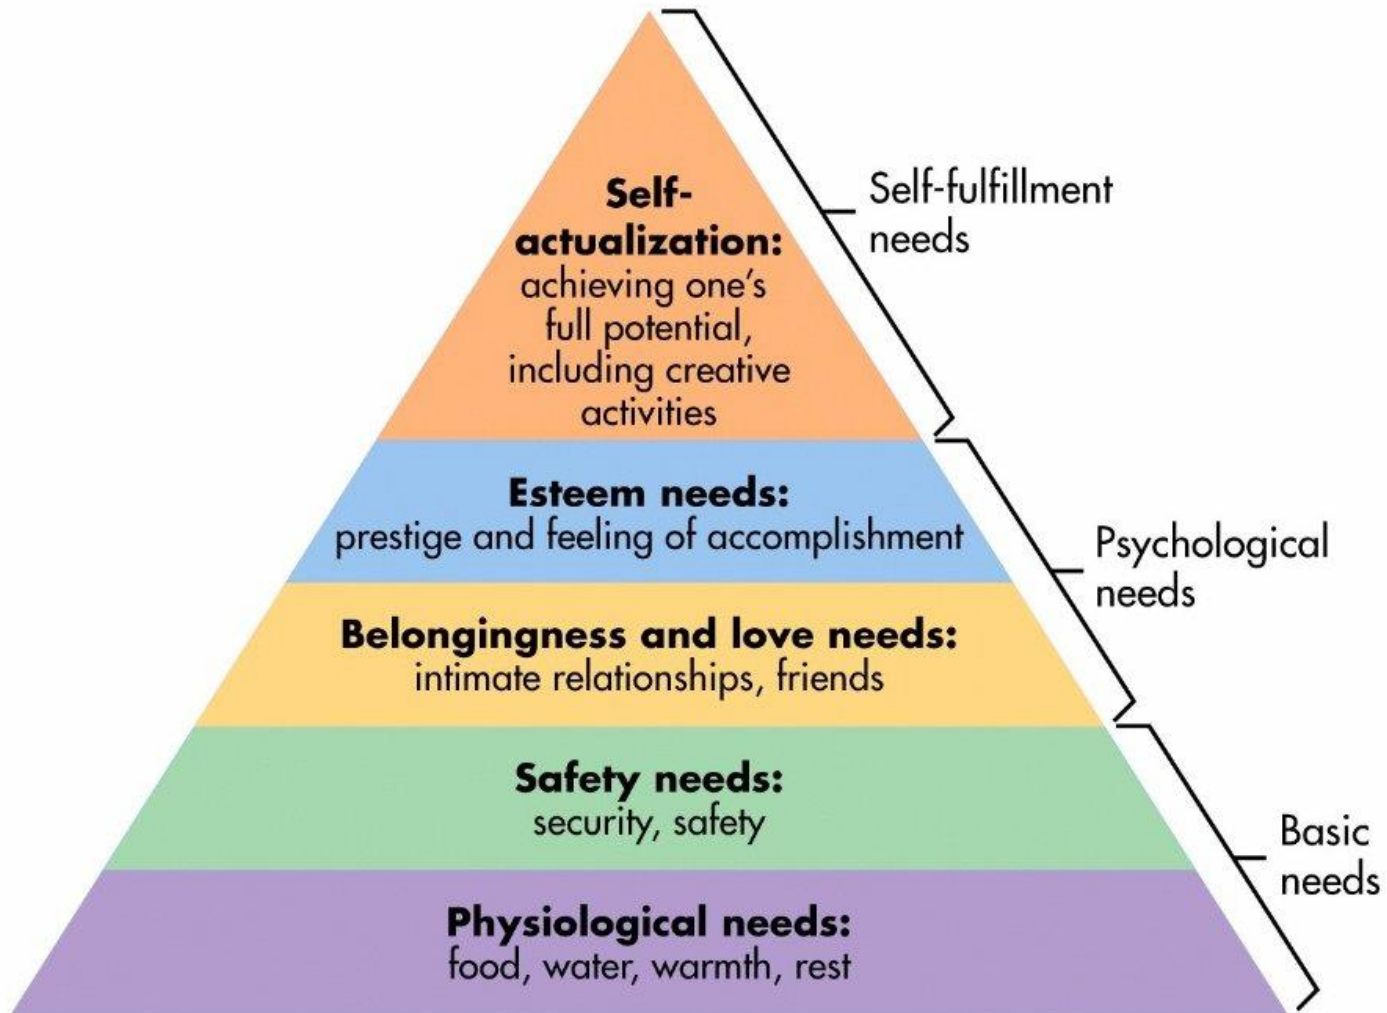 Self-
actualization:
achieving one’s
full potential,
including creative
activities
Self-fulfillment
needs
Esteem needs:
prestige and feeling of accomplishment
Belongingness and love needs:
intimate relationships, friends
Psychological
needs
Safety needs:
security, safety
Physiological needs:
food, water, warmth, rest
Basic
needs